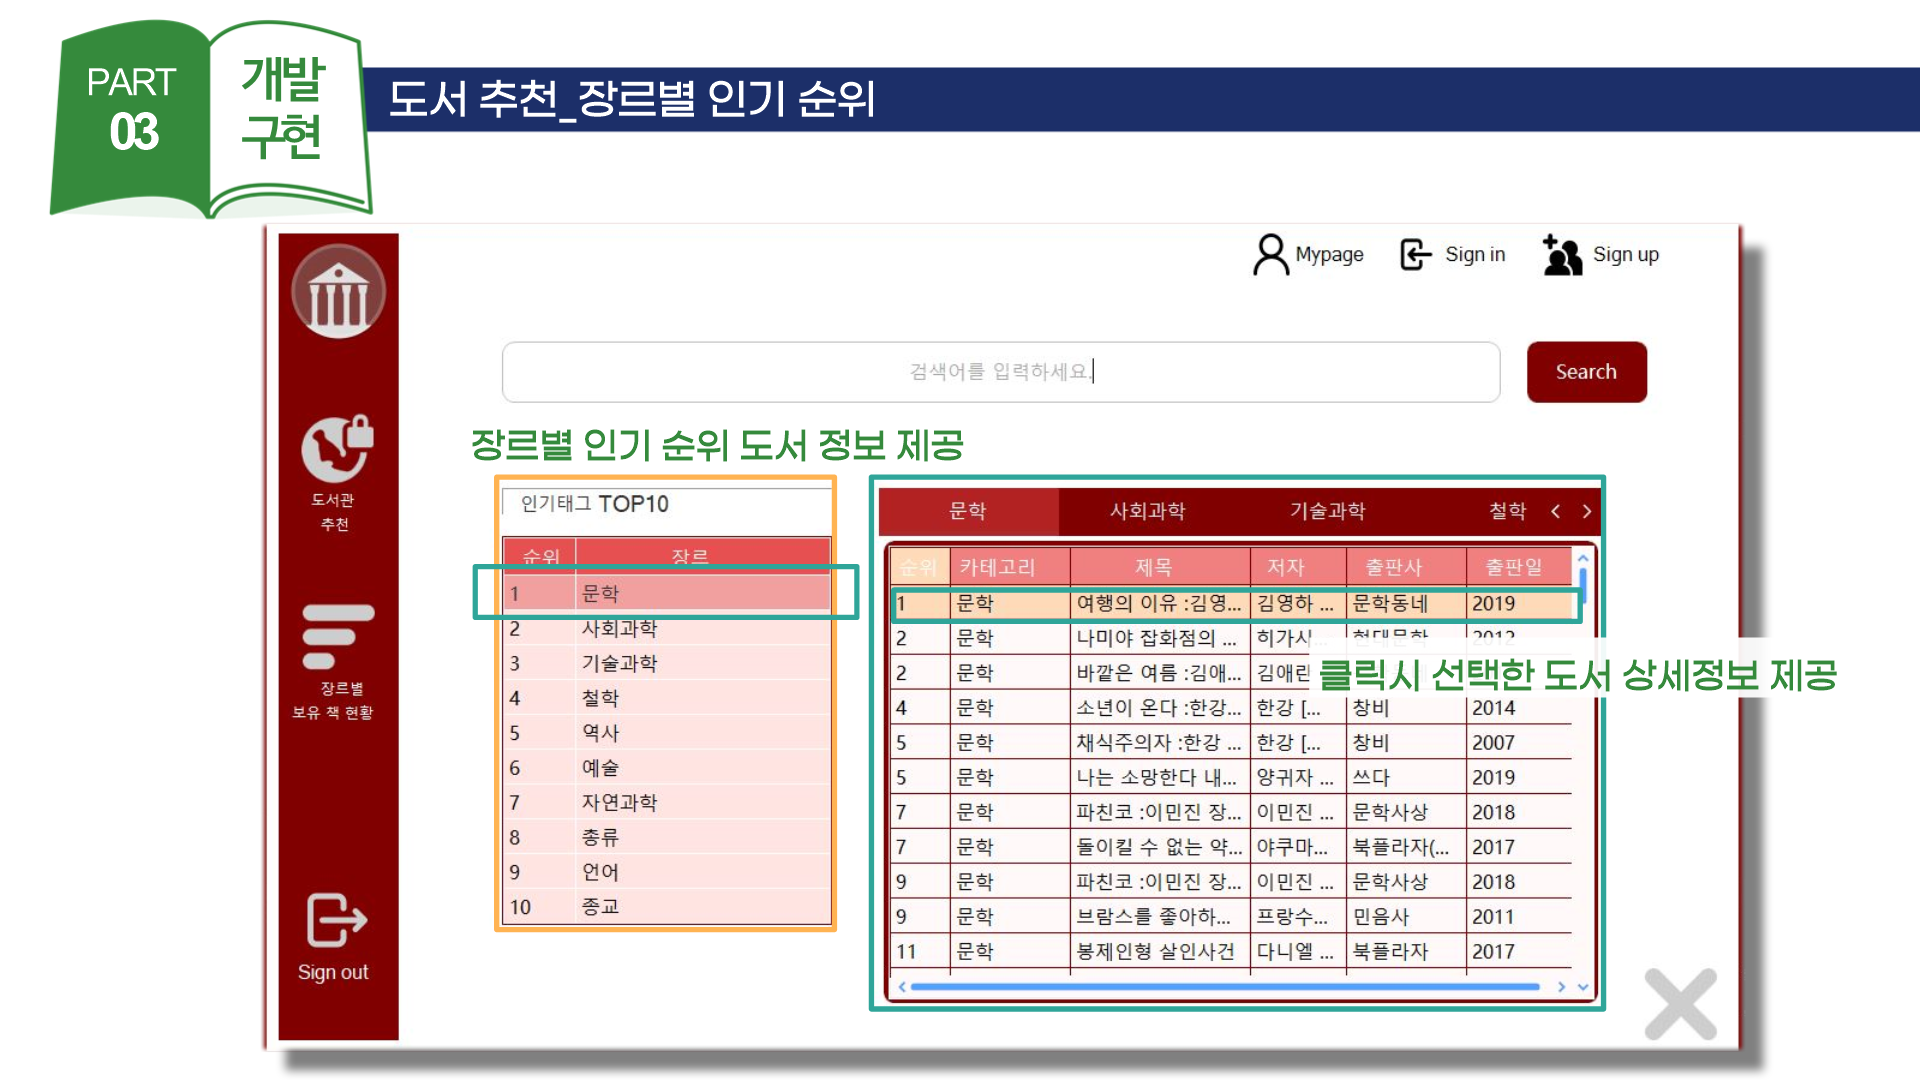 PART
03
개발
구현
도서 추천_장르별 인기 순위
Mypage
Sign in
Sign up
검색어를 입력하세요.
Search
도서관
추천
장르별
보유 책 현황
Sign out
장르별 인기 순위 도서 정보 제공
인기태그 TOP10
순위 장르
1 문학
2 사회과학
3 기술과학
4 철학
5 역사
6 예술
7 자연과학
8 총류
9 언어
10 종교
문학 사회과학 기술과학 철학
순위 카테고리 제목 저자 출판사 출판일
1 문학 여행의 이유 :김영... 김영하 ... 문학동네 2019
2 문학 나미야 잡화점의 ... 히가시... 현대문학 2012
2 문학 바깥은 여름 :김애... 김애란
클릭시 선택한 도서 상세정보 제공
4 문학 소년이 온다 :한강... 한강 [... 창비 2014
5 문학 채식주의자 :한강 ... 한강 [... 창비 2007
5 문학 나는 소망한다 내... 양귀자 ... 쓰다 2019
7 문학 파친코 :이민진 장... 이민진 ... 문학사상 2018
7 문학 돌이킬 수 없는 약... 야쿠마... 북플라자(... 2017
9 문학 파친코 :이민진 장... 이민진 ... 문학사상 2018
9 문학 브람스를 좋아하... 프랑수... 민음사 2011
11 문학 봉제인형 살인사건 다니엘 ... 북플라자 2017